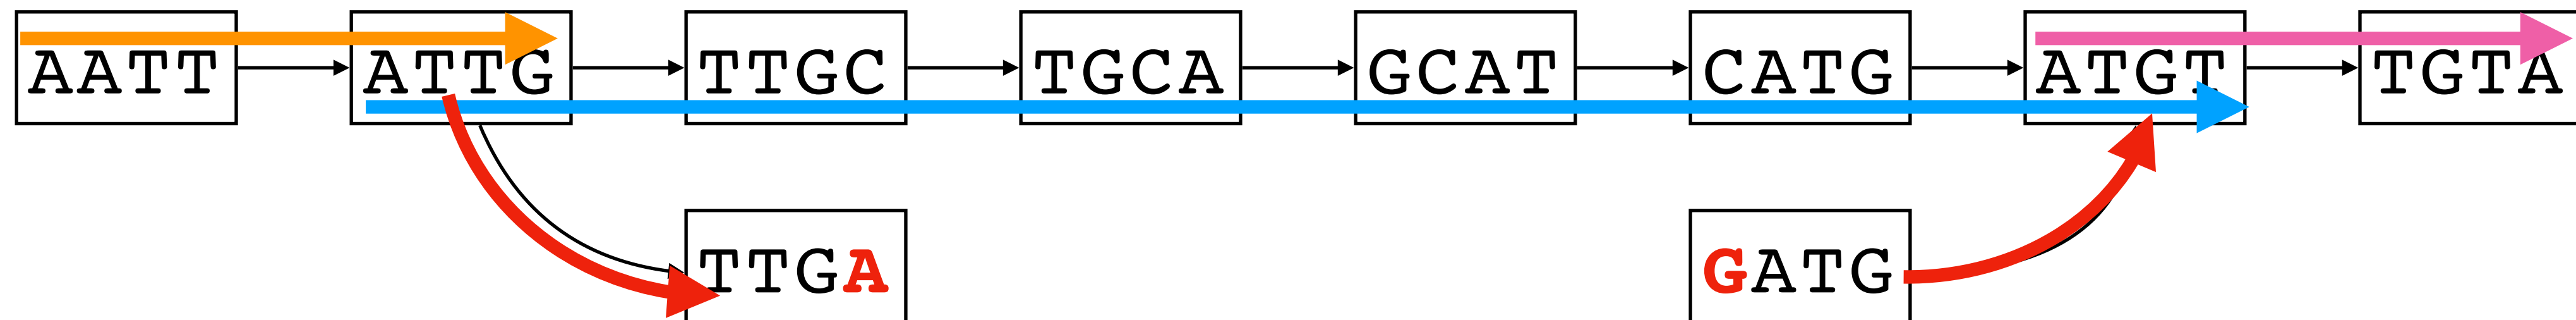 AATT ATTG TTGC TGCA GCAT CATG ATGT TGTA
TTGA GATG